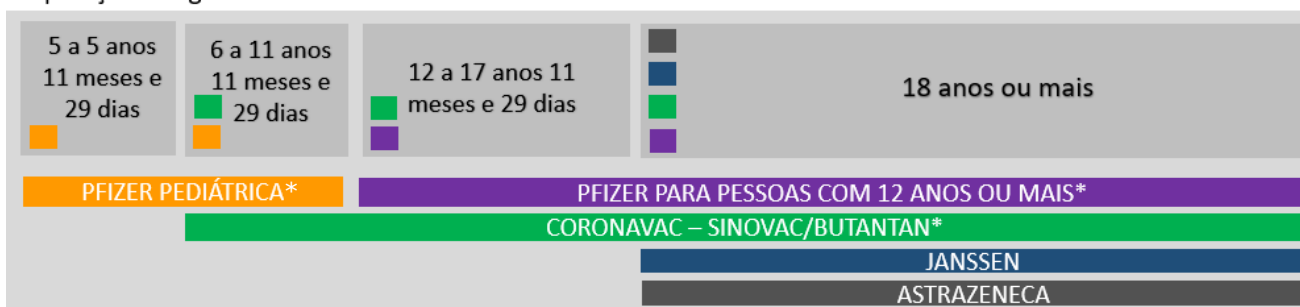 5 a 5 anos
11 meses e
29 dias
6 a 11 anos
11 meses e
29 dias
12 a 17 anos 11
meses e 29 dias
18 anos ou mais
PFIZER PEDIÁTRICA*
PFIZER PARA PESSOAS COM 12 ANOS OU MAIS*
CORONAVAC – SINOVAC/BUTANTAN*
JANSSEN
ASTRAZENECA